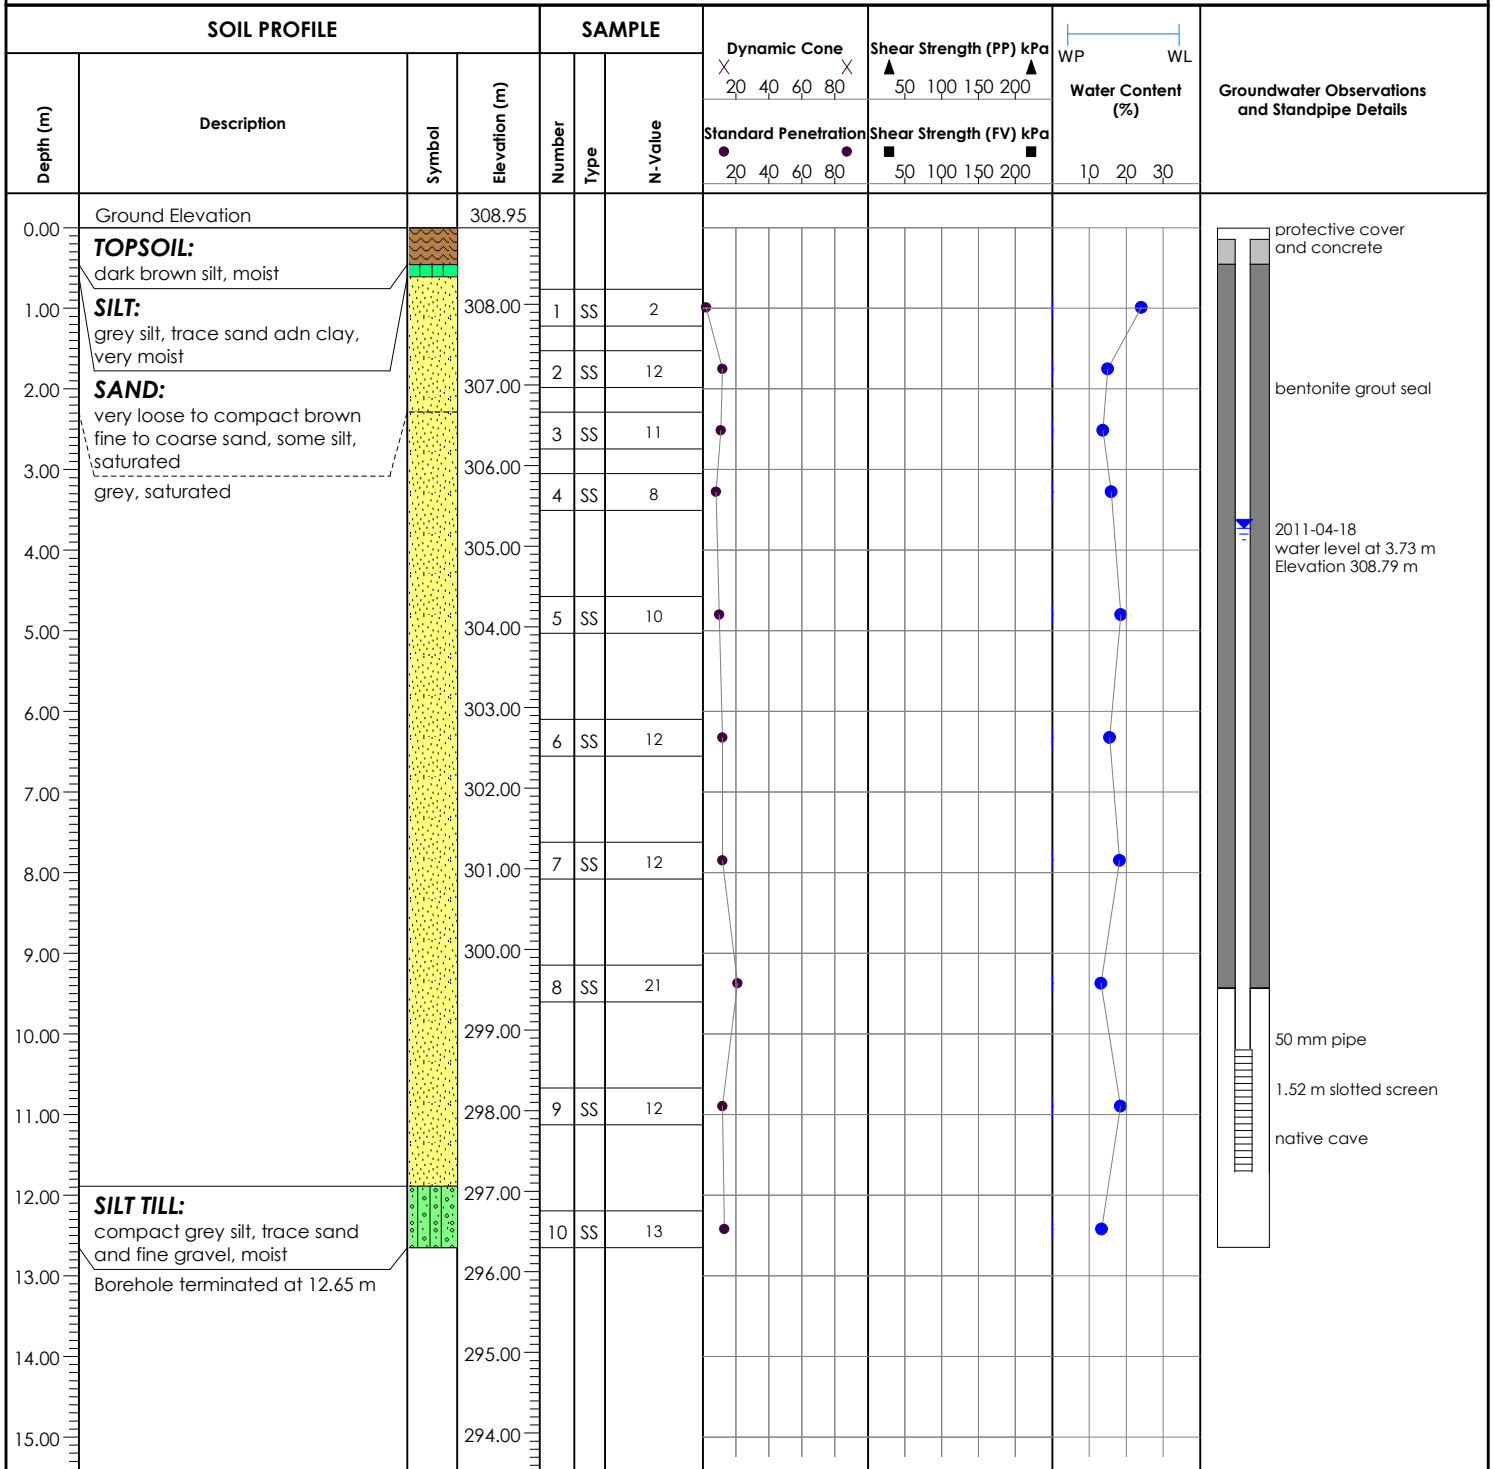 SOIL PROFILE
SAMPLE
Depth (m)
Description
Symbol
Elevation (m)
Number
Type
N-Value
Dynamic Cone
20 40 60 80
Standard Penetration
20 40 60 80
Shear Strength (PP) kPa
50 100 150 200
Shear Strength (FV) kPa
50 100 150 200
WP WL
Water Content
(%)
10 20 30
Groundwater Observations
and Standpipe Details
Ground Elevation 308.95
0.00
1.00
2.00
3.00
4.00
5.00
6.00
7.00
8.00
9.00
10.00
11.00
12.00
13.00
14.00
15.00
TOPSOIL:
dark brown silt, moist
SILT:
grey silt, trace sand adn clay,
very moist
SAND:
very loose to compact brown
fine to coarse sand, some silt,
saturated
grey, saturated
SILT TILL:
compact grey silt, trace sand
and fine gravel, moist
Borehole terminated at 12.65 m
308.00
307.00
306.00
305.00
304.00
303.00
302.00
301.00
300.00
299.00
298.00
297.00
296.00
295.00
294.00
1 SS 2
2 SS 12
3 SS 11
4 SS 8
5 SS 10
6 SS 12
7 SS 12
8 SS 21
9 SS 12
10 SS 13
protective cover
and concrete
bentonite grout seal
2011-04-18
water level at 3.73 m
Elevation 308.79 m
50 mm pipe
1.52 m slotted screen
native cave